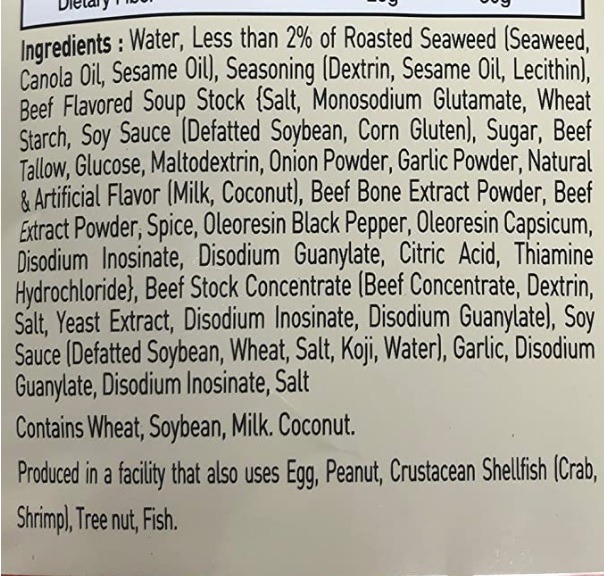 Dietary Fiber
Ingredients : Water, Less than 2% of Roasted Seaweed (Seaweed,
Canola Oil, Sesame Oil), Seasoning (Dextrin, Sesame Oil, Lecithin),
Beef Flavored Soup Stock {Salt, Monosodium Glutamate, Wheat
Starch, Soy Sauce (Defatted Soybean, Corn Gluten), Sugar, Beef
Tallow, Glucose, Maltodextrin, Onion Powder, Garlic Powder, Natural
& Artificial Flavor (Milk, Coconut), Beef Bone Extract Powder, Beef
Extract Powder, Spice, Oleoresin Black Pepper, Oleoresin Capsicum,
Disodium Inosinate, Disodium Guanylate, Citric Acid, Thiamine
Hydrochloride}, Beef Stock Concentrate (Beef Concentrate, Dextrin,
Salt, Yeast Extract, Disodium Inosinate, Disodium Guanylate), Soy
Sauce (Defatted Soybean, Wheat, Salt, Koji, Water), Garlic, Disodium
Guanylate, Disodium Inosinate, Salt
Contains Wheat, Soybean, Milk. Coconut.
Produced in a facility that also uses Egg, Peanut, Crustacean Shellfish (Crab,
Shrimp), Tree nut, Fish.